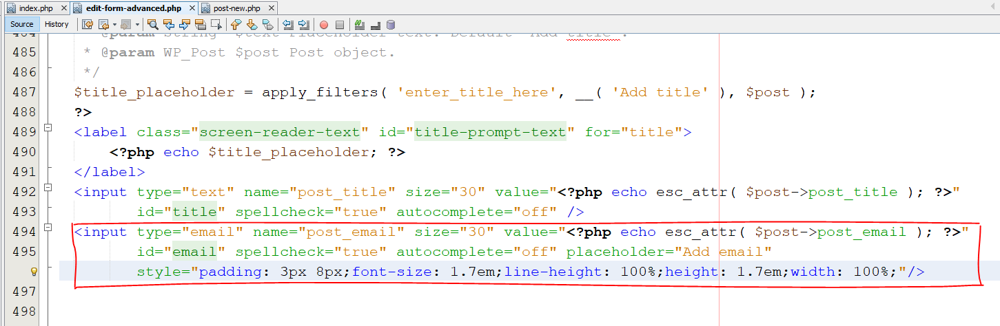 index.php edit-form-advanced.php post-new.php
Source History
484 * @param string $text Placeholder text. Default 'Add title'.
485 * @param WP_Post $post Post object.
486 */
487 $title_placeholder = apply_filters( 'enter_title_here', __( 'Add title' ), $post );
488 ?>
489 <label class="screen-reader-text" id="title-prompt-text" for="title">
490 <?php echo $title_placeholder; ?>
491 </label>
492 <input type="text" name="post_title" size="30" value="<?php echo esc_attr( $post->post_title ); ?>"
493 id="title" spellcheck="true" autocomplete="off" />
494 <input type="email" name="post_email" size="30" value="<?php echo esc_attr( $post->post_email ); ?>"
495 id="email" spellcheck="true" autocomplete="off" placeholder="Add email"
style="padding: 3px 8px;font-size: 1.7em;line-height: 100%;height: 1.7em;width: 100%;"/>
497
498